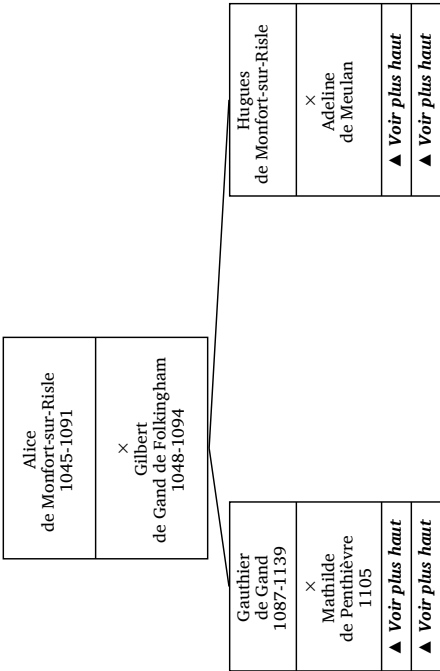 Alice
de Monfort-sur-Risle
1045-1091
×
Gilbert
de Gand de Folkingham
1048-1094
Gauthier
de Gand
1087-1139
×
Mathilde
de Penthièvre
1105
▲ Voir plus haut
▲ Voir plus haut
Hugues
de Monfort-sur-Risle
×
Adeline
de Meulan
▲ Voir plus haut
▲ Voir plus haut